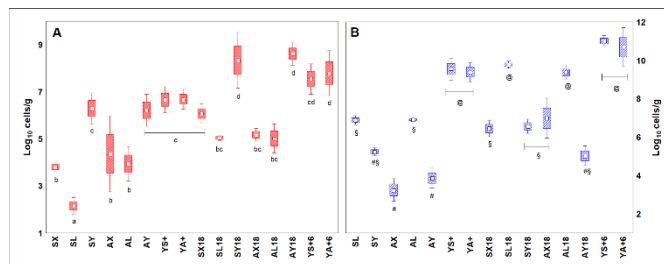 A
B
Log10 cells/g
9
7
5
3
1
b
a
c
b
b
c
bc
d
bc
bc
d
cd
d
SX SL SY AX AL AY YS+ YA+ SX18 SL18 SY18 AX18 AL18 AY18 YS+6 YA+6
§
#§
#
§
#
@
§
@
§
@
#§
@
SL SY AX AL AY YS+ YA+ SX18 SL18 SY18 AX18 AL18 AY18 YS+6 YA+6
12
10
8
6
4
2
Log10 cells/g